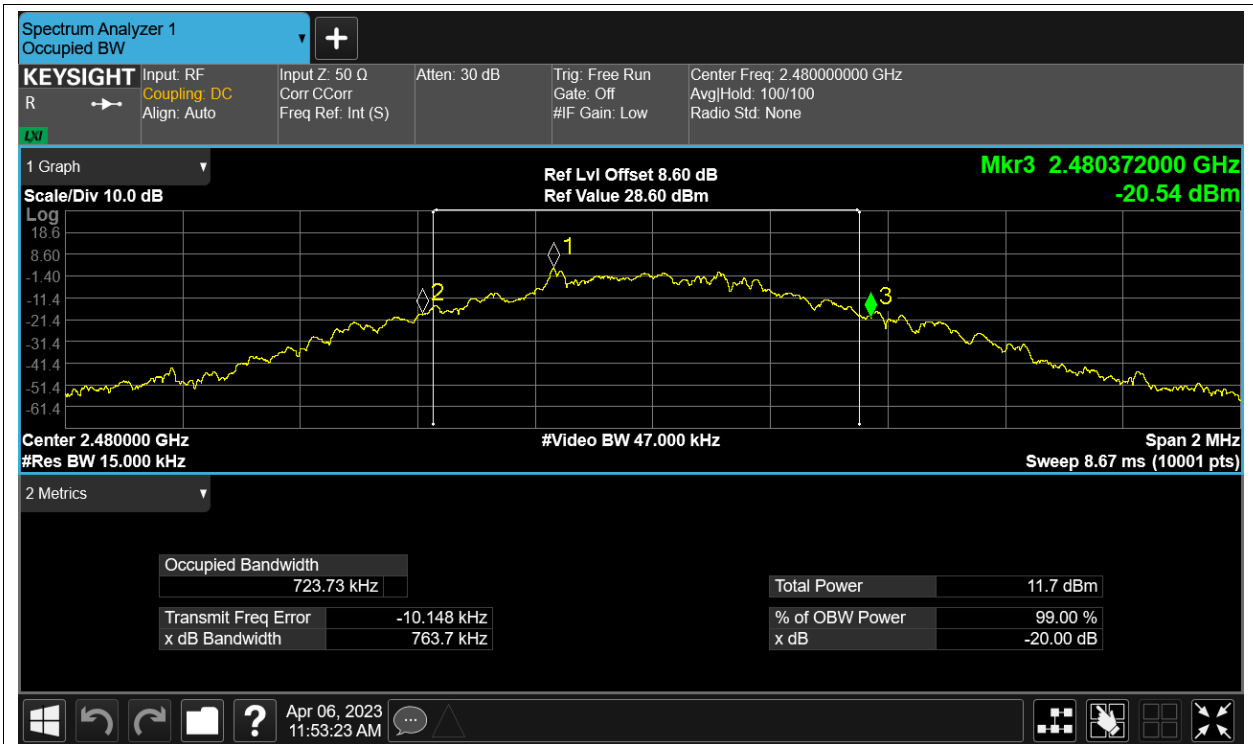 Spectrum Analyzer 1
Occupied BW
KEYSIGHT
R
LXI
Input: RF
Coupling: DC
Align: Auto
Input Z: 50 Ω
Corr CCorr
Freq Ref: Int (S)
Atten: 30 dB
Trig: Free Run
Gate: Off
#IF Gain: Low
Center Freq: 2.480000000 GHz
Avg|Hold: 100/100
Radio Std: None
1 Graph
Scale/Div 10.0 dB
Ref Lvl Offset 8.60 dB
Ref Value 28.60 dBm
Mkr3 2.480372000 GHz
-20.54 dBm
Log
18.6
8.60
-1.40
-11.4
-21.4
-31.4
-41.4
-51.4
-61.4
1
2
3
Center 2.480000 GHz
#Res BW 15.000 kHz
#Video BW 47.000 kHz
Span 2 MHz
Sweep 8.67 ms (10001 pts)
2 Metrics
Occupied Bandwidth
723.73 kHz
Transmit Freq Error -10.148 kHz
x dB Bandwidth 763.7 kHz
Total Power 11.7 dBm
% of OBW Power 99.00 %
x dB -20.00 dB
?
Apr 06, 2023
11:53:23 AM